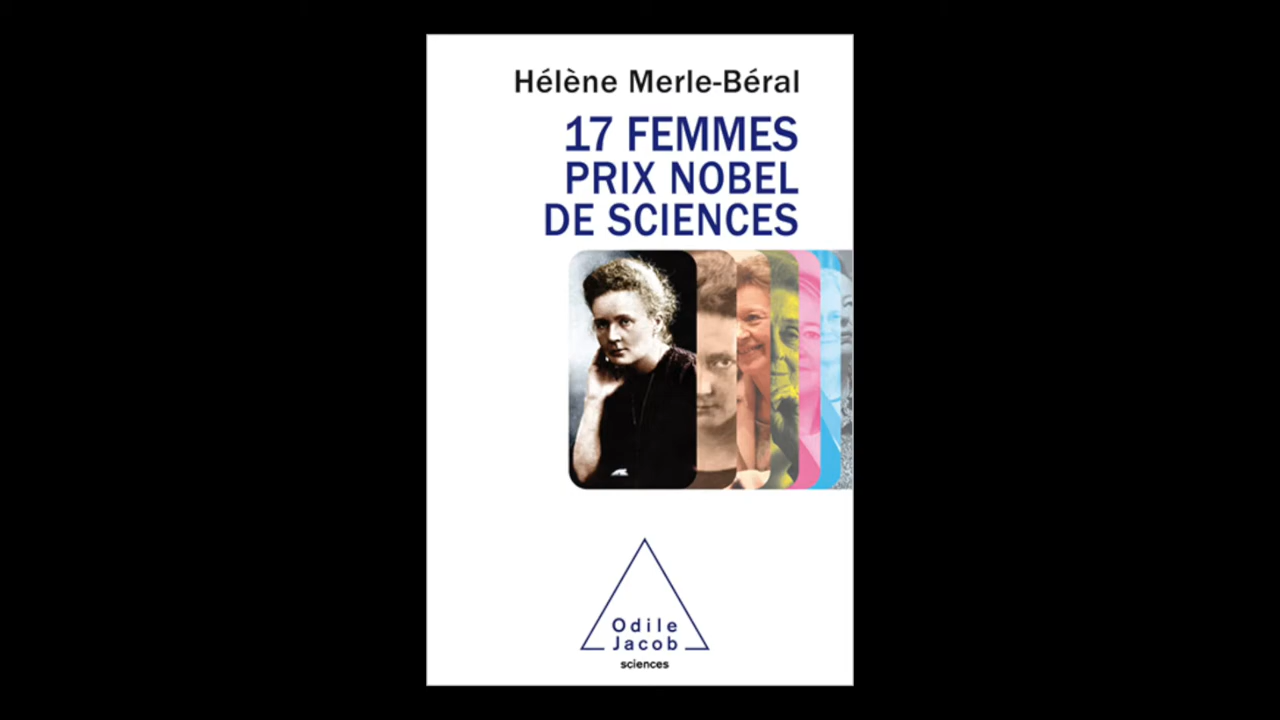 Hélène Merle-Béral
17 FEMMES
PRIX NOBEL
DE SCIENCES
Odile
Jacob
sciences